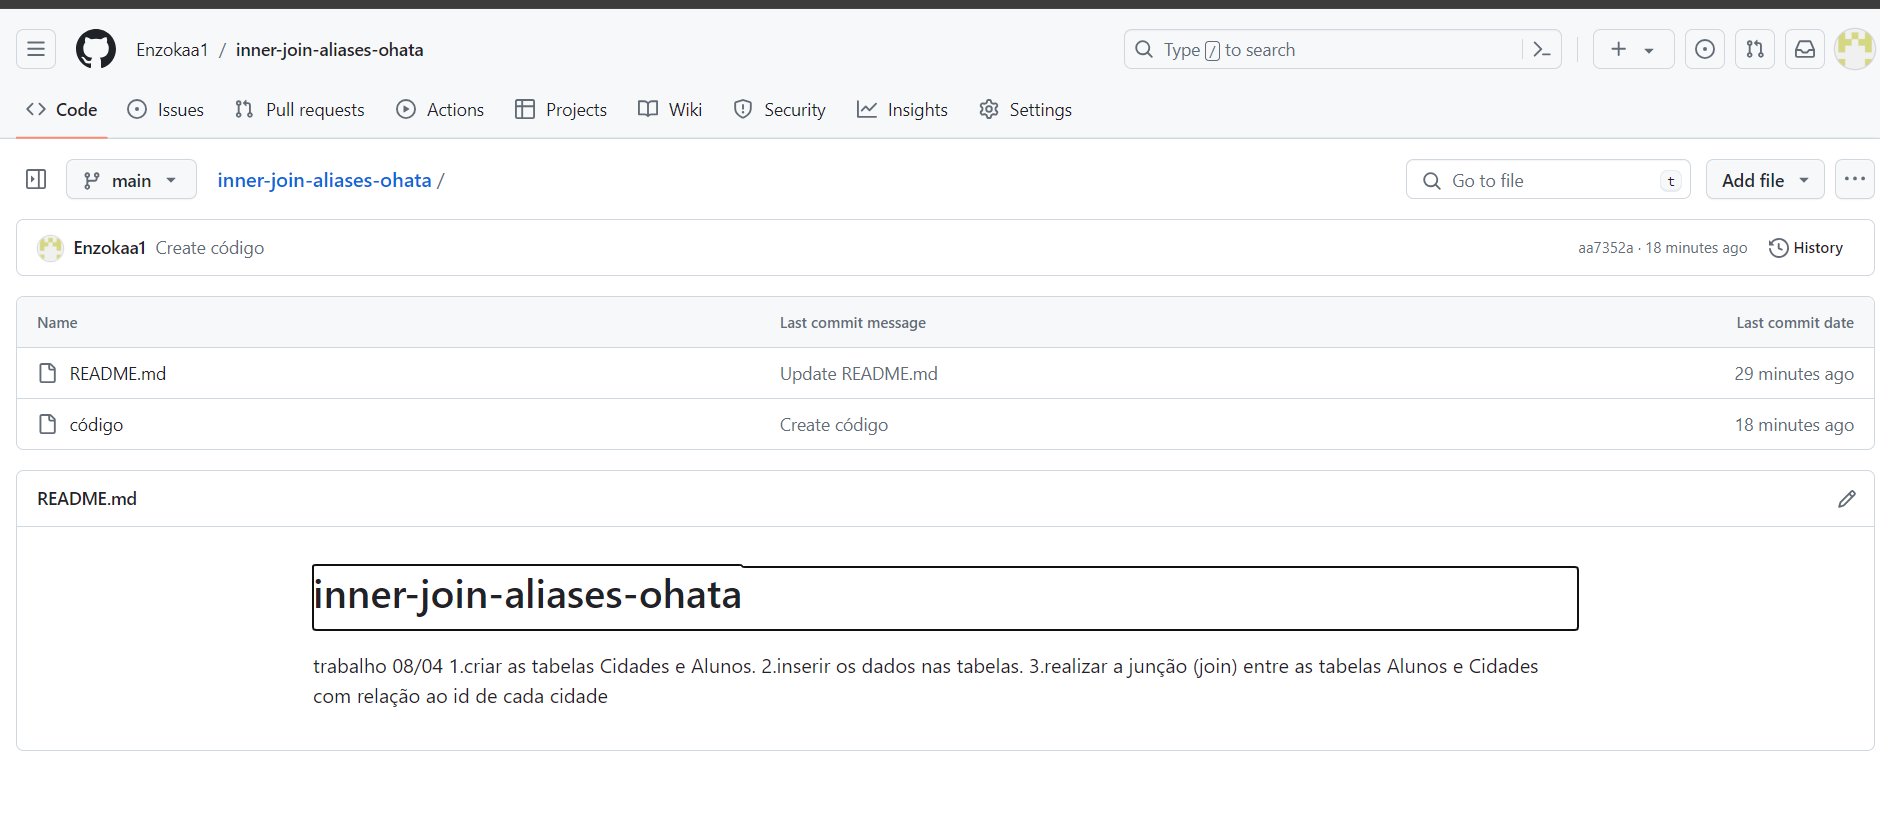 Enzokaa1 / inner-join-aliases-ohata
Type / to search
Code Issues Pull requests Actions Projects Wiki Security Insights Settings
main inner-join-aliases-ohata / Go to file t Add file
Enzokaa1 Create código aa7352a · 18 minutes ago History
Name Last commit message Last commit date
README.md Update README.md 29 minutes ago
código Create código 18 minutes ago
README.md
inner-join-aliases-ohata
trabalho 08/04 1.criar as tabelas Cidades e Alunos. 2.inserir os dados nas tabelas. 3.realizar a junção (join) entre as tabelas Alunos e Cidades
com relação ao id de cada cidade